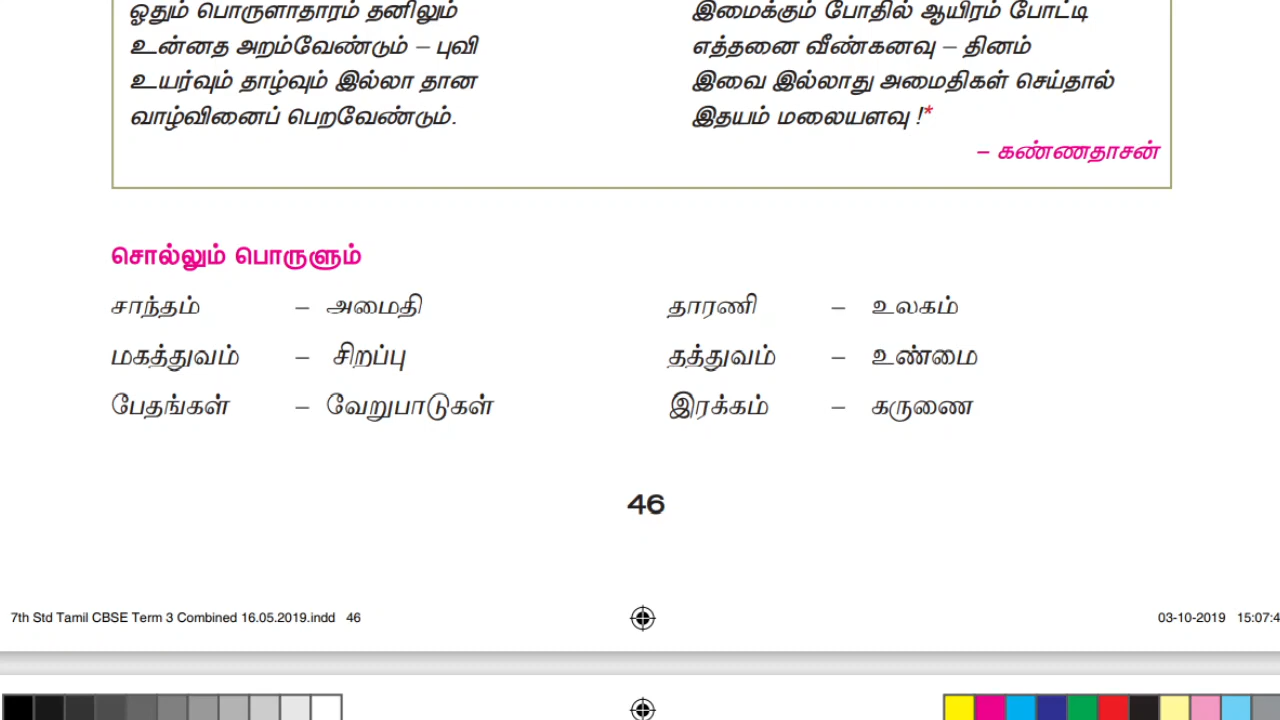 ஓதும் பொருளாதாரம் தனிலும்
உன்னத அறம்வேண்டும் – புவி
உயர்வும் தாழ்வும் இல்லா தான
வாழ்வினைப் பெறவேண்டும்.
இமைக்கும் போதில் ஆயிரம் போட்டி
எத்தனை வீண்கனவு – தினம்
இவை இல்லாது அமைதிகள் செய்தால்
இதயம் மலையளவு !*
– கண்ணதாசன்
சொல்லும் பொருளும்
சாந்தம் – அமைதி
மகத்துவம் – சிறப்பு
பேதங்கள் – வேறுபாடுகள்
தாரணி – உலகம்
தத்துவம் – உண்மை
இரக்கம் – கருணை
46
7th Std Tamil CBSE Term 3 Combined 16.05.2019.indd 46
03-10-2019 15:07:4